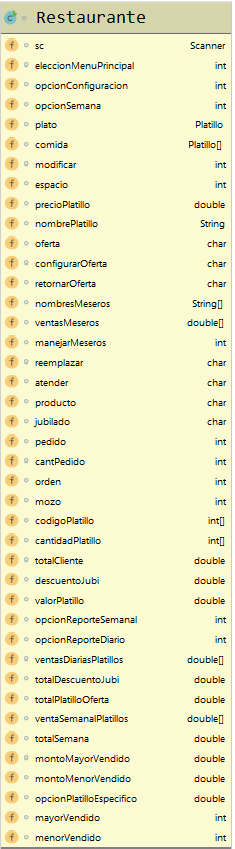 Restaurante
sc Scanner
eleccionMenuPrincipal int
opcionConfiguracion int
opcionSemana int
plato Platillo
comida Platillo[]
modificar int
espacio int
precioPlatillo double
nombrePlatillo String
oferta char
configurarOferta char
retornarOferta char
nombresMeseros String[]
ventasMeseros double[]
manejarMeseros int
reemplazar char
atender char
producto char
jubilado char
pedido int
cantPedido int
orden int
mozo int
codigoPlatillo int[]
cantidadPlatillo int[]
totalCliente double
descuentoJubi double
valorPlatillo double
opcionReporteSemanal int
opcionReporteDiario int
ventasDiariasPlatillos double[]
totalDescuentoJubi double
totalPlatilloOferta double
ventaSemanalPlatillos double[]
totalSemana double
montoMayorVendido double
montoMenorVendido double
opcionPlatilloEspecifico double
mayorVendido int
menorVendido int